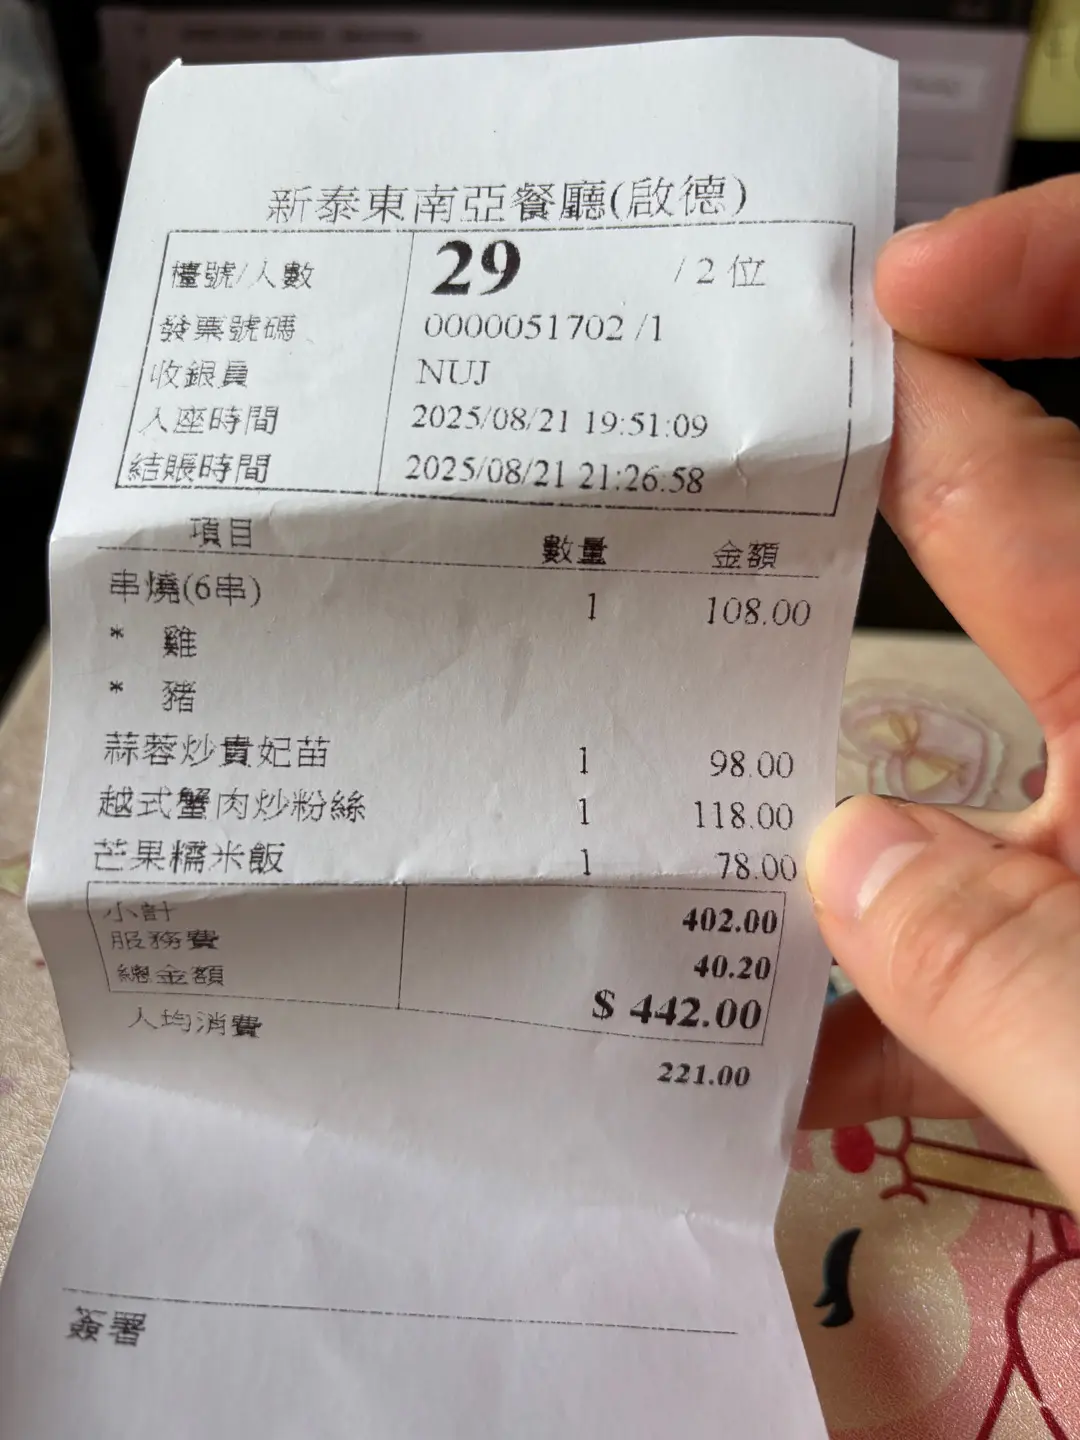 新泰東南亞餐廳(啟德)
檯號/人數 29 / 2 位
發票號碼 0000051702 /1
收銀員 NUJ
入座時間 2025/08/21 19:51:09
結賬時間 2025/08/21 21:26:58
項目 數量 金額
串燒(6串) 1 108.00
* 雞
* 豬
蒜蓉炒貴妃苗 1 98.00
越式蟹肉炒粉絲 1 118.00
芒果糯米飯 1 78.00
小計 402.00
服務費 40.20
總金額 $ 442.00
人均消費 221.00
簽署